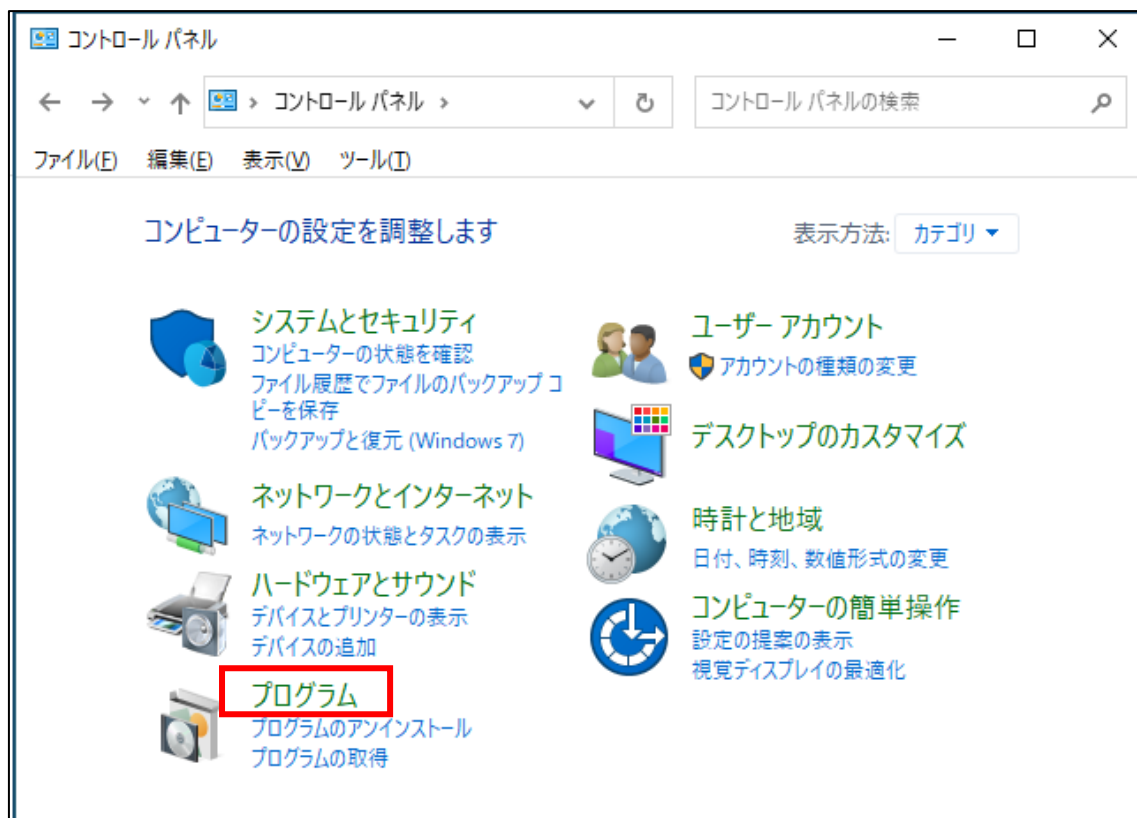 コントロール パネル
コントロール パネル
コントロール パネルの検索
ファイル(F) 編集(E) 表示(V) ツール(T)
コンピューターの設定を調整します
表示方法: カテゴリ
システムとセキュリティ
コンピューターの状態を確認
ファイル履歴でファイルのバックアップ コ
ピーを保存
バックアップと復元 (Windows 7)
ネットワークとインターネット
ネットワークの状態とタスクの表示
ハードウェアとサウンド
デバイスとプリンターの表示
デバイスの追加
プログラム
プログラムのアンインストール
プログラムの取得
ユーザー アカウント
アカウントの種類の変更
デスクトップのカスタマイズ
時計と地域
日付、時刻、数値形式の変更
コンピューターの簡単操作
設定の提案の表示
視覚ディスプレイの最適化